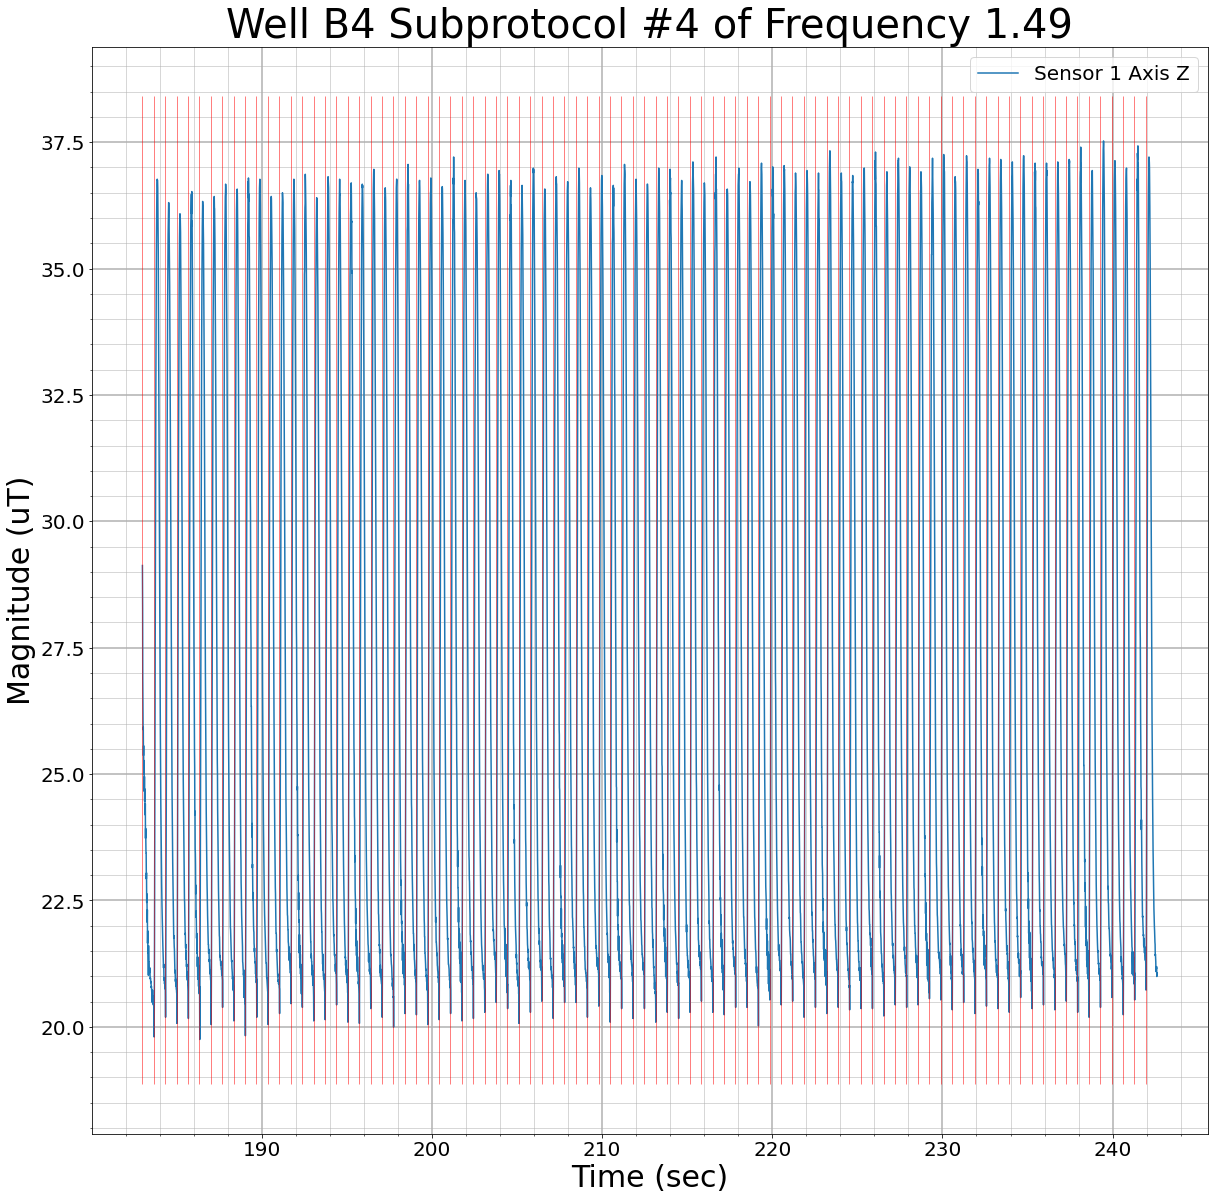 Well B4 Subprotocol #4 of Frequency 1.49
Sensor 1 Axis Z
37.5
35.0
32.5
30.0
27.5
25.0
22.5
20.0
Magnitude (uT)
190 200 210 220 230 240
Time (sec)